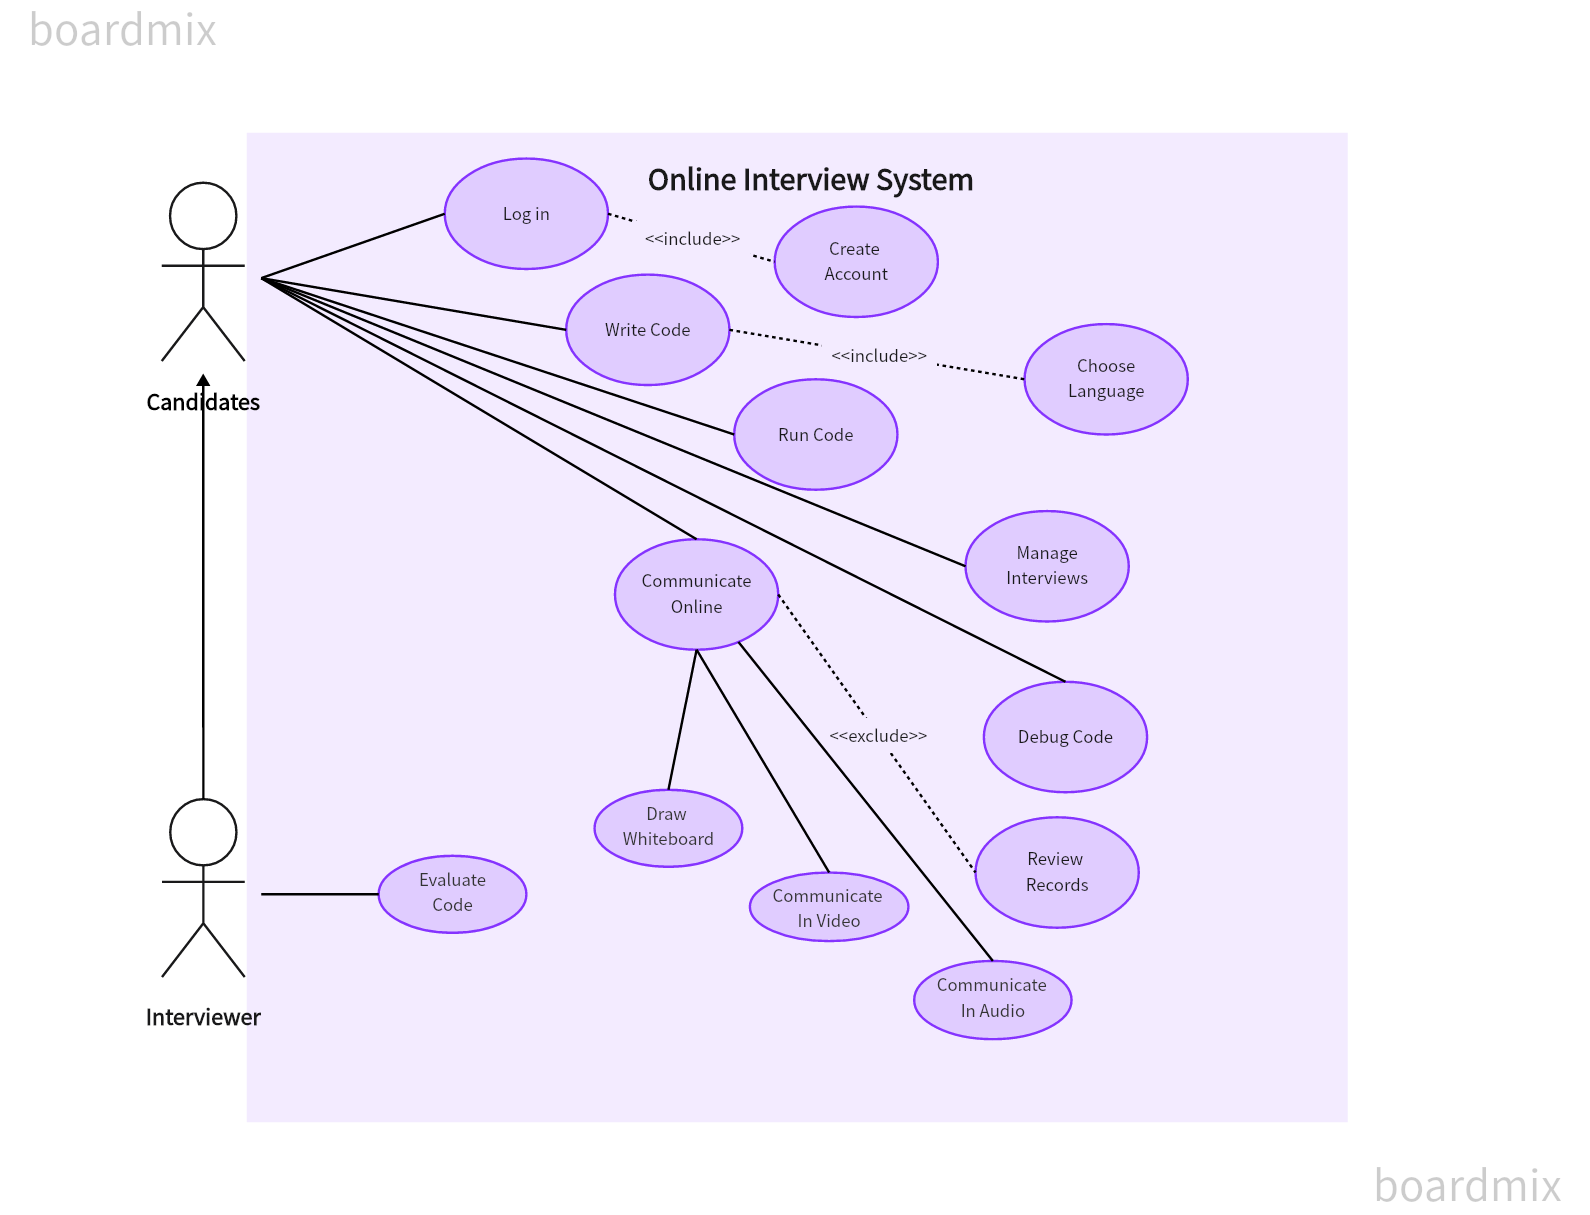 boardmix
Online Interview System
Log in
<<include>>
Create
Account
Write Code
<<include>>
Choose
Language
Candidates
Run Code
Manage
Interviews
Communicate
Online
<<exclude>>
Debug Code
Draw
Whiteboard
Review
Records
Evaluate
Code
Communicate
In Video
Communicate
In Audio
Interviewer
boardmix